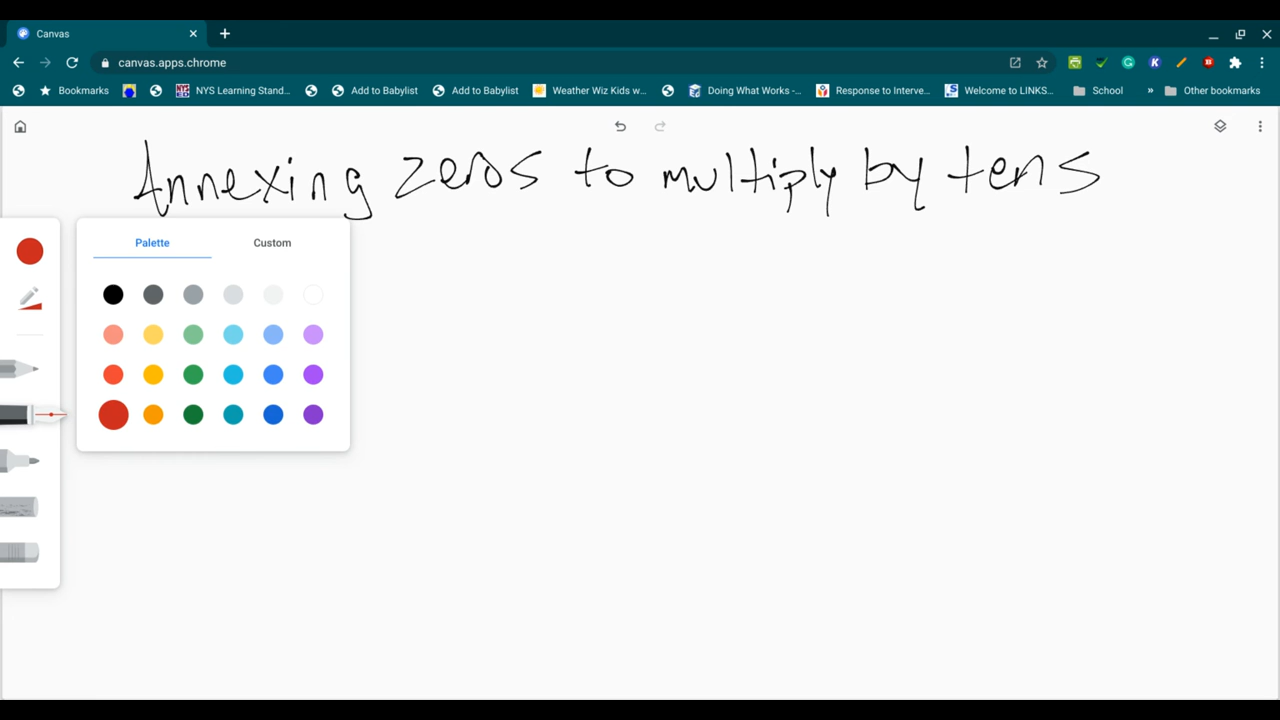 Canvas
canvas.apps.chrome
Bookmarks NYS Learning Stand... Add to Babylist Add to Babylist Weather Wiz Kids w... Doing What Works -... Response to Interve... Welcome to LINKS... School » Other bookmarks
Annexing zeros to multiply by tens
Palette Custom